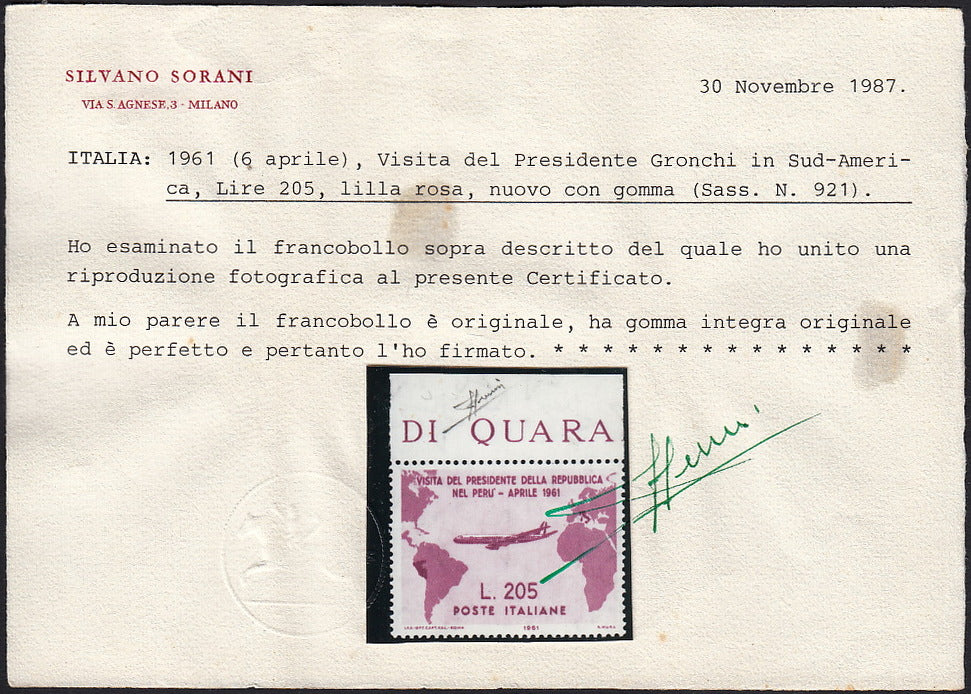 SILVANO SORANI
VIA S. AGNESE, 3 - MILANO
30 Novembre 1987.
ITALIA: 1961 (6 aprile), Visita del Presidente Gronchi in Sud-Ameri-
ca, Lire 205, lilla rosa, nuovo con gomma (Sass. N. 921).
Ho esaminato il francobollo sopra descritto del quale ho unito una
riproduzione fotografica al presente Certificato.
A mio parere il francobollo è originale, ha gomma integra originale
ed è perfetto e pertanto l'ho firmato. * * * * * * * * * * * * * * *
DI QUARA
VISITA DEL PRESIDENTE DELLA REPUBBLICA
NEL PERU' - APRILE 1961
L. 205
POSTE ITALIANE
1961